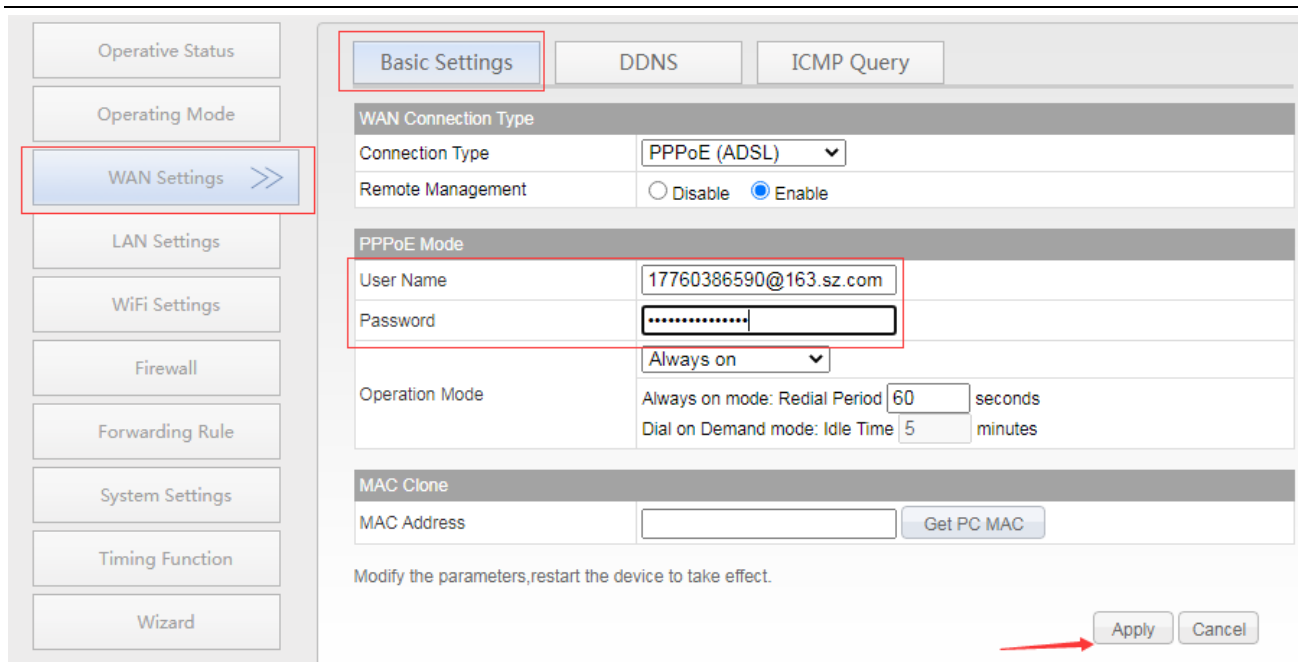 Operative Status
Operating Mode
WAN Settings
LAN Settings
WiFi Settings
Firewall
Forwarding Rule
System Settings
Timing Function
Wizard
Basic Settings DDNS ICMP Query
WAN Connection Type
Connection Type PPPoE (ADSL)
Remote Management Disable Enable
PPPoE Mode
User Name 17760386590@163.sz.com
Password •••••••••••••••
Always on
Operation Mode
Always on mode: Redial Period 60 seconds
Dial on Demand mode: Idle Time 5 minutes
MAC Clone
MAC Address Get PC MAC
Modify the parameters,restart the device to take effect.
Apply Cancel